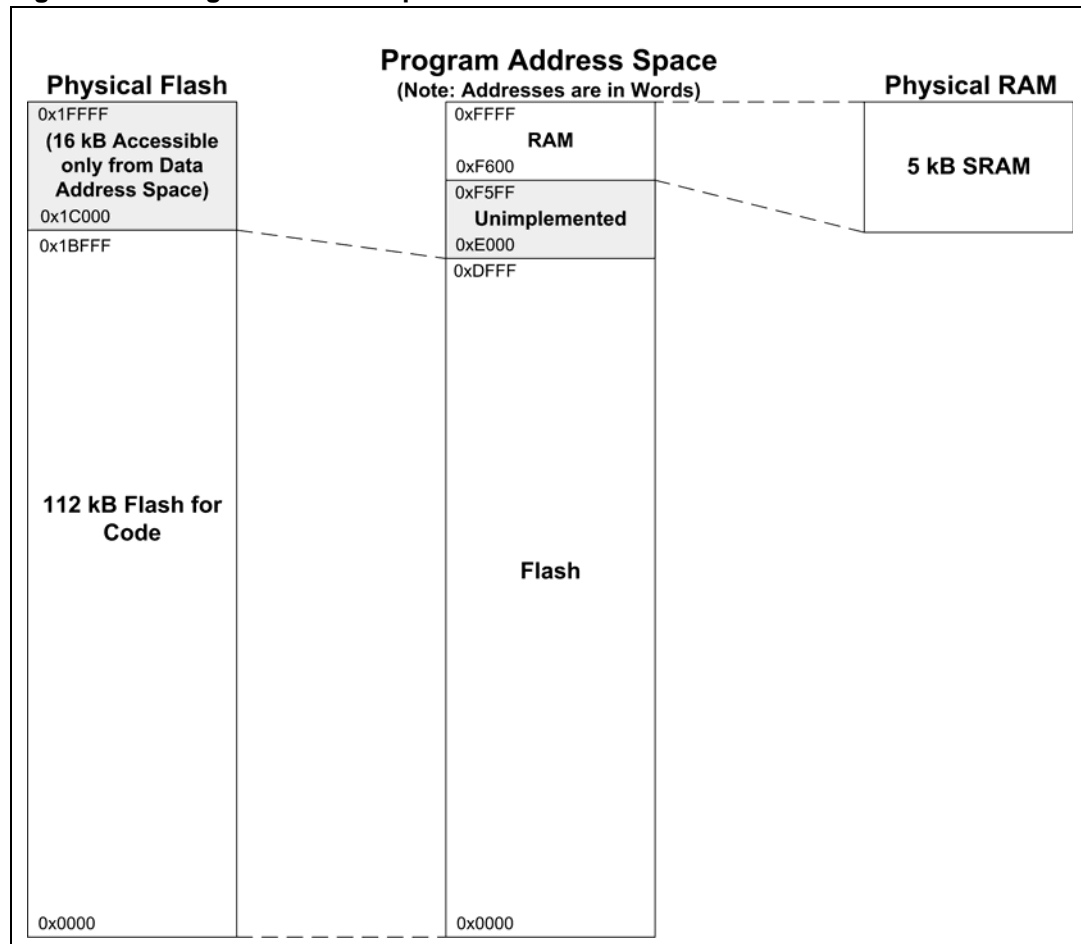 Program Address Space
Physical Flash
(Note: Addresses are in Words)
Physical RAM
0x1FFFF
(16 kB Accessible
only from Data
Address Space)
0x1C000
0x1BFFF
112 kB Flash for
Code
0x0000
0xFFFF
RAM
0xF600
0xF5FF
Unimplemented
0xE000
0xDFFF
Flash
0x0000
5 kB SRAM